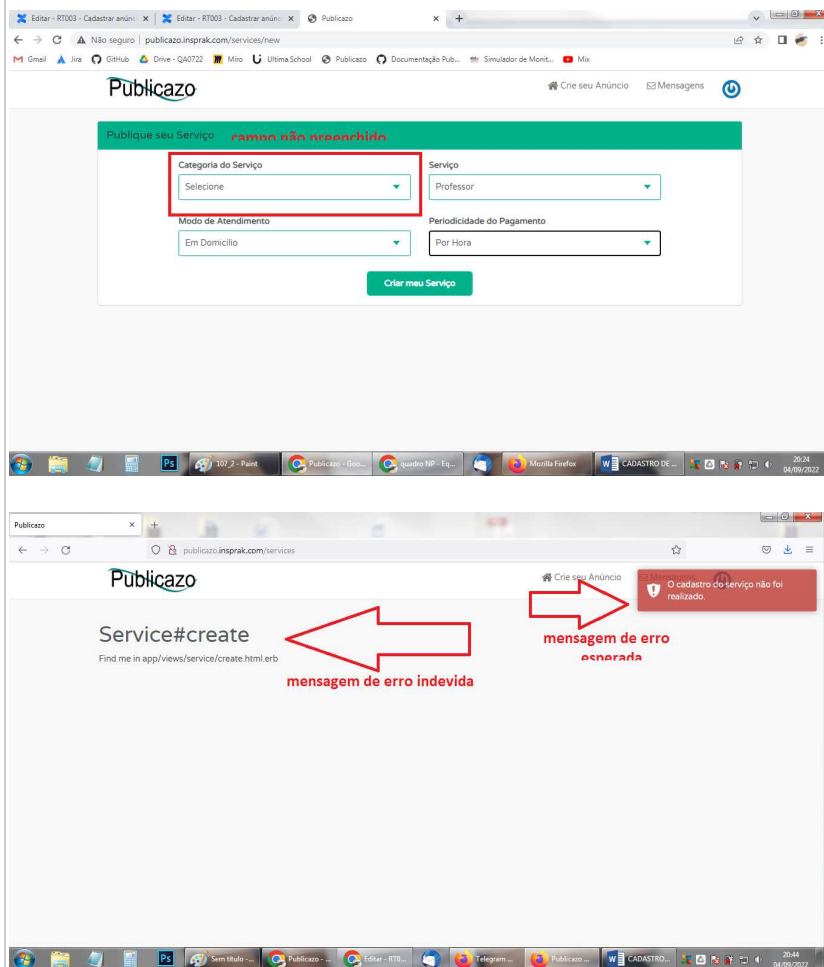 Editar - RT003 - Cadastrar anúnc x Editar - RT003 - Cadastrar anúnc x Publicazo x +
Não seguro | publicazo.insprak.com/services/new
Gmail Jira GitHub Drive - QA0722 Miro UltimaSchool Publicazo Documentação Pub... Simulador de Monit... Mix
Publicazo Crie seu Anúncio Mensagens
Publique seu Serviço campo não preenchido
Categoria do Serviço Serviço
Selecione Professor
Modo de Atendimento Periodicidade do Pagamento
Em Domicílio Por Hora
Criar meu Serviço
Ps 107_2 - Paint Publicazo - Goo... quadro NP - Eq... Mozilla Firefox CADASTRO DE ... 20:24
04/09/2022
Publicazo x +
publicazo.insprak.com/services
Publicazo Crie seu Anúncio O cadastro do serviço não foi
realizado.
Service#create
Find me in app/views/service/create.html.erb
mensagem de erro
esperada
mensagem de erro indevida
Ps Sem título -... Publicazo - ... Editar - RT0... Telegram ... Publicazo ... CADASTRO... 20:44
04/09/2022